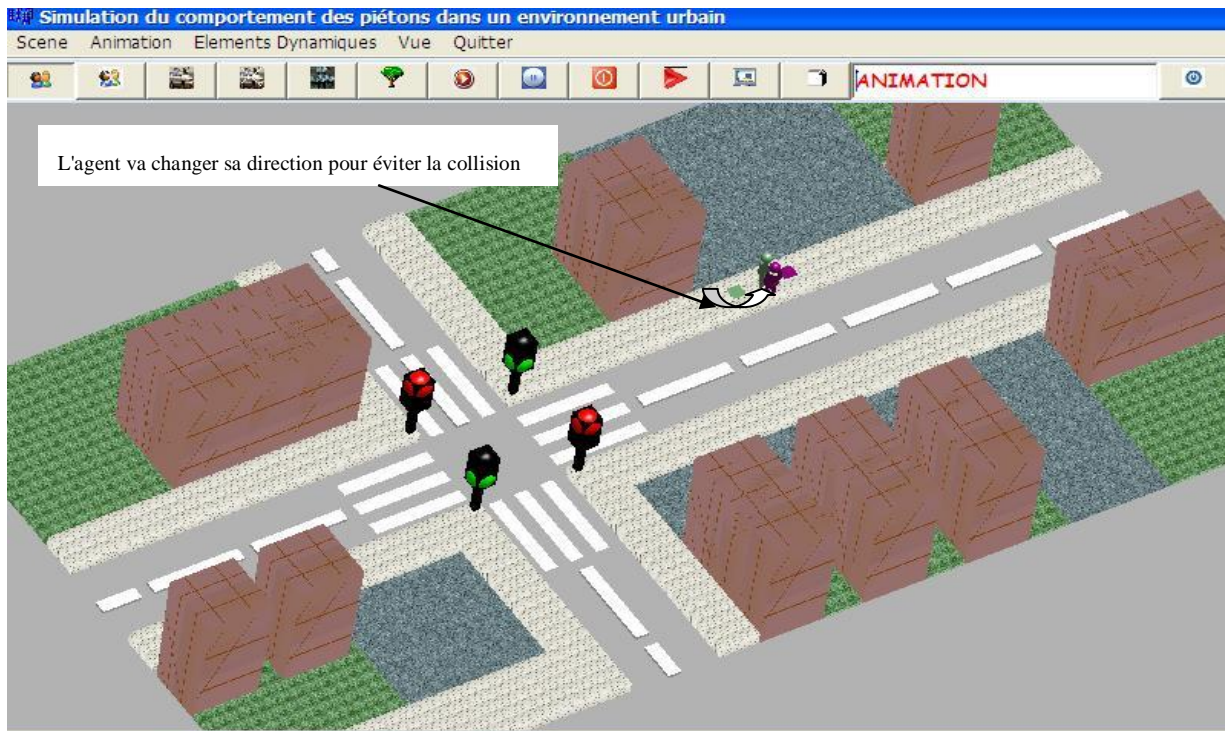 Simulation du comportement des piétons dans un environnement urbain
Scene Animation Elements Dynamiques Vue Quitter
ANIMATION
L'agent va changer sa direction pour éviter la collision